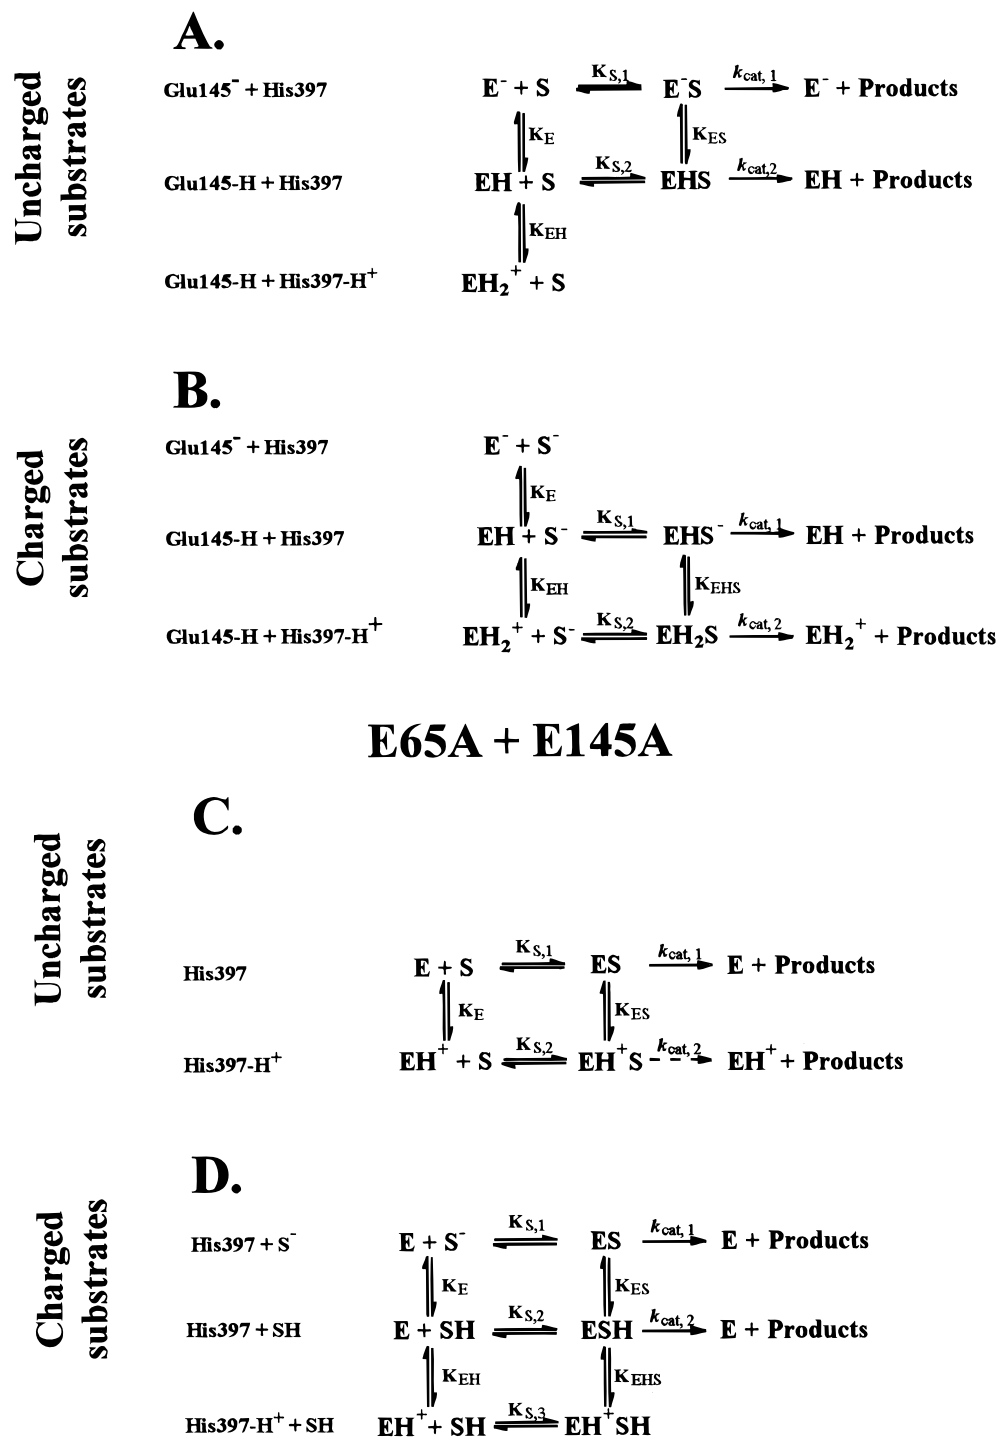 A.
Uncharged
substrates
Glu145⁻ + His397 E⁻ + S K_S,1 E⁻S k_cat, 1 E⁻ + Products
K_E K_ES
Glu145-H + His397 EH + S K_S,2 EHS k_cat,2 EH + Products
K_EH
Glu145-H + His397-H⁺ EH₂⁺ + S
B.
Charged
substrates
Glu145⁻ + His397 E⁻ + S⁻
K_E
Glu145-H + His397 EH + S⁻ K_S,1 EHS⁻ k_cat, 1 EH + Products
K_EH K_EHS
Glu145-H + His397-H⁺ EH₂⁺ + S⁻ K_S,2 EH₂S k_cat, 2 EH₂⁺ + Products
E65A + E145A
C.
Uncharged
substrates
His397 E + S K_S,1 ES k_cat, 1 E + Products
K_E K_ES
His397-H⁺ EH⁺ + S K_S,2 EH⁺S k_cat, 2 EH⁺ + Products
D.
Charged
substrates
His397 + S⁻ E + S⁻ K_S,1 ES k_cat, 1 E + Products
K_E K_ES
His397 + SH E + SH K_S,2 ESH k_cat, 2 E + Products
K_EH K_EHS
His397-H⁺ + SH EH⁺ + SH K_S,3 EH⁺SH